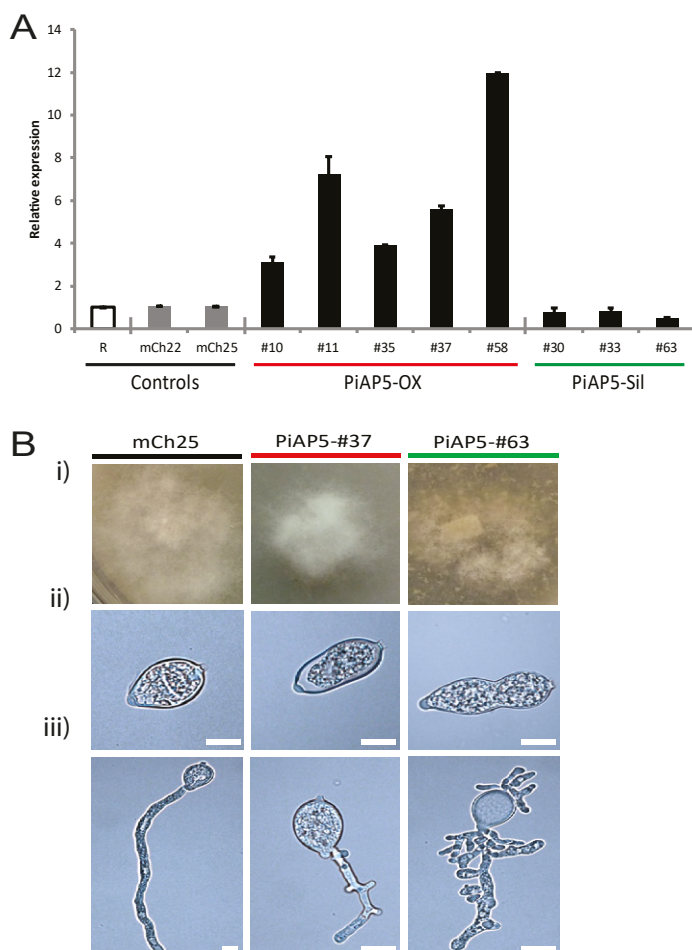 A
Relative expression
14
12
10
8
6
4
2
0
R mCh22 mCh25 #10 #11 #35 #37 #58 #30 #33 #63
Controls PiAP5-OX PiAP5-Sil
B
mCh25 PiAP5-#37 PiAP5-#63
i)
ii)
iii)